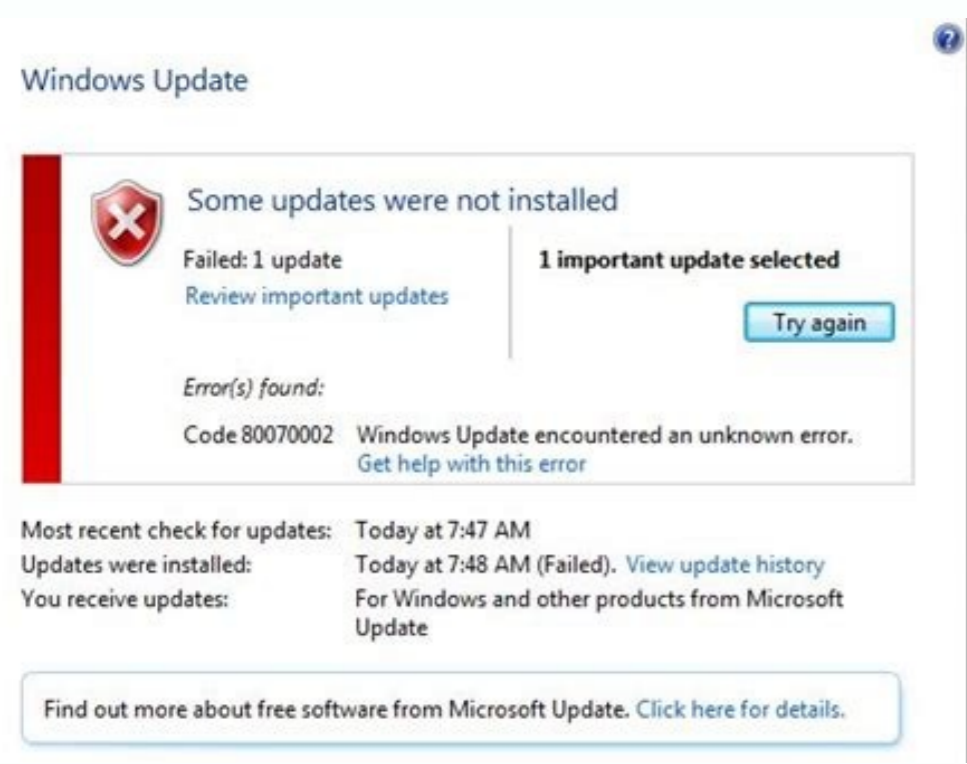 ?
Windows Update
Some updates were not installed
Failed: 1 update
Review important updates
1 important update selected
Try again
Error(s) found:
Code 80070002 Windows Update encountered an unknown error.
Get help with this error
Most recent check for updates: Today at 7:47 AM
Updates were installed: Today at 7:48 AM (Failed). View update history
You receive updates: For Windows and other products from Microsoft
Update
Find out more about free software from Microsoft Update. Click here for details.